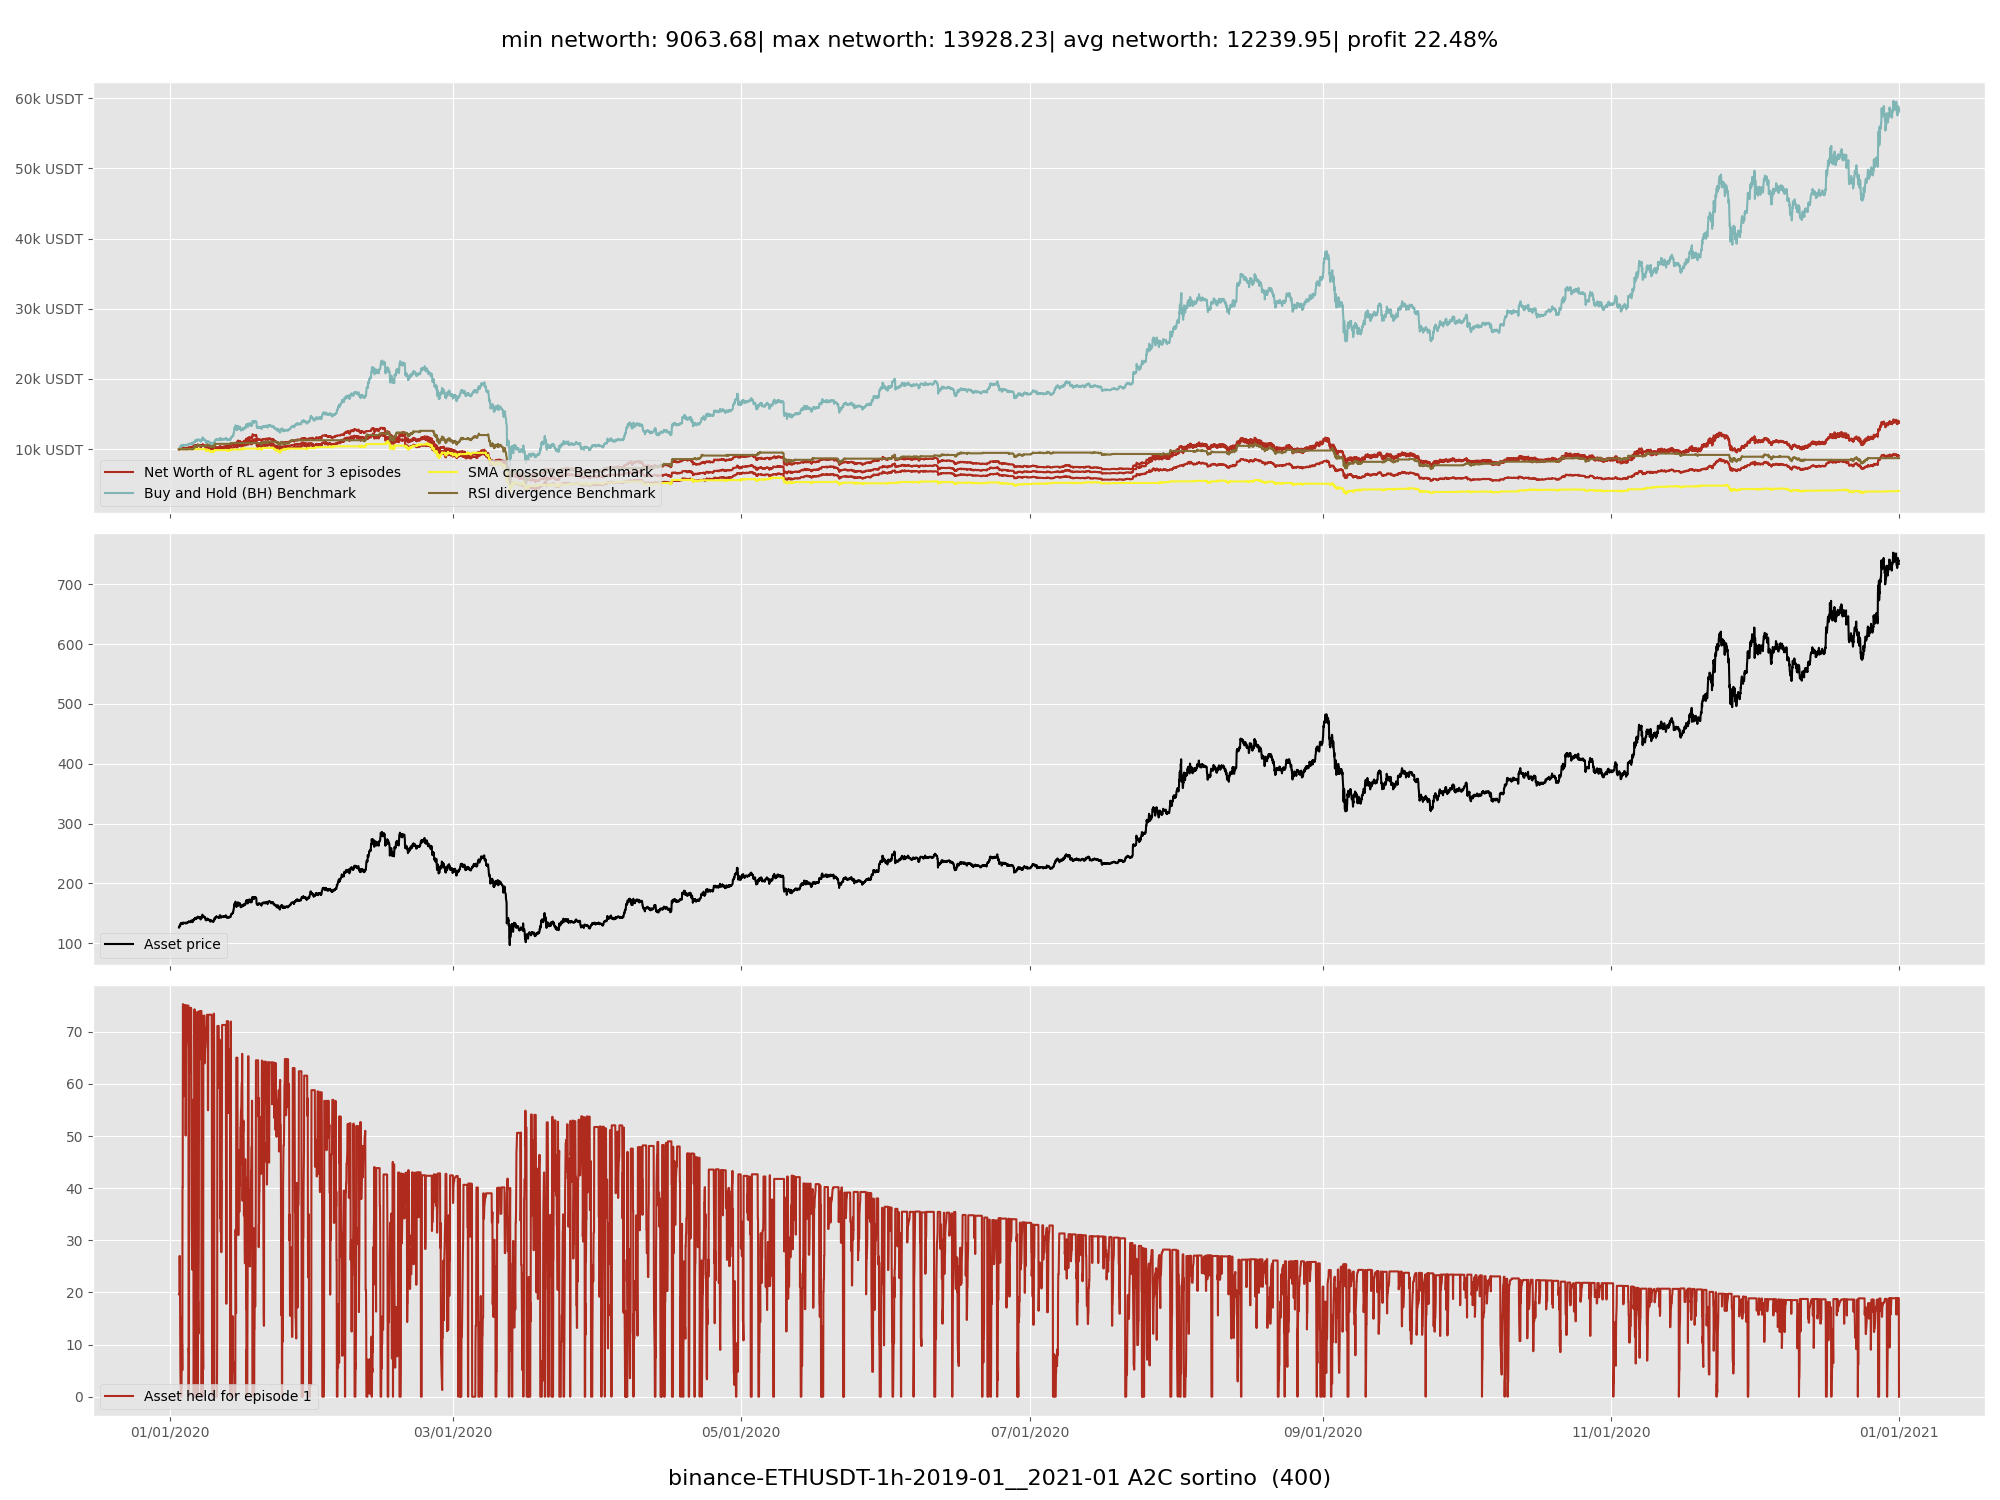 min networth: 9063.68| max networth: 13928.23| avg networth: 12239.95| profit 22.48%
60k USDT
50k USDT
40k USDT
30k USDT
20k USDT
10k USDT
Net Worth of RL agent for 3 episodes
Buy and Hold (BH) Benchmark
SMA crossover Benchmark
RSI divergence Benchmark
700
600
500
400
300
200
100
Asset price
70
60
50
40
30
20
10
0
Asset held for episode 1
01/01/2020 03/01/2020 05/01/2020 07/01/2020 09/01/2020 11/01/2020 01/01/2021
binance-ETHUSDT-1h-2019-01__2021-01 A2C sortino (400)